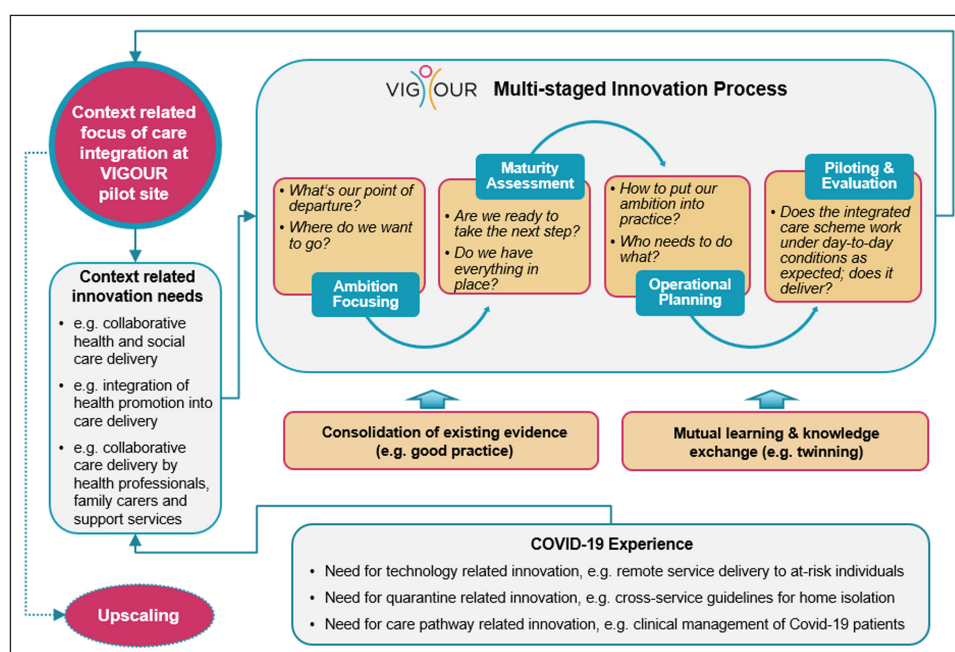 Context related
focus of care
integration at
VIGOUR
pilot site
VIGOUR Multi-staged Innovation Process
• What's our point of
departure?
• Where do we want
to go?
Ambition
Focusing
Maturity
Assessment
• Are we ready to
take the next step?
• Do we have
everything in
place?
• How to put our
ambition into
practice?
• Who needs to do
what?
Operational
Planning
Piloting &
Evaluation
• Does the integrated
care scheme work
under day-to-day
conditions as
expected; does it
deliver?
Context related
innovation needs
• e.g. collaborative
health and social
care delivery
• e.g. integration of
health promotion into
care delivery
• e.g. collaborative
care delivery by
health professionals,
family carers and
support services
Consolidation of existing evidence
(e.g. good practice)
Mutual learning & knowledge
exchange (e.g. twinning)
COVID-19 Experience
• Need for technology related innovation, e.g. remote service delivery to at-risk individuals
• Need for quarantine related innovation, e.g. cross-service guidelines for home isolation
• Need for care pathway related innovation, e.g. clinical management of Covid-19 patients
Upscaling